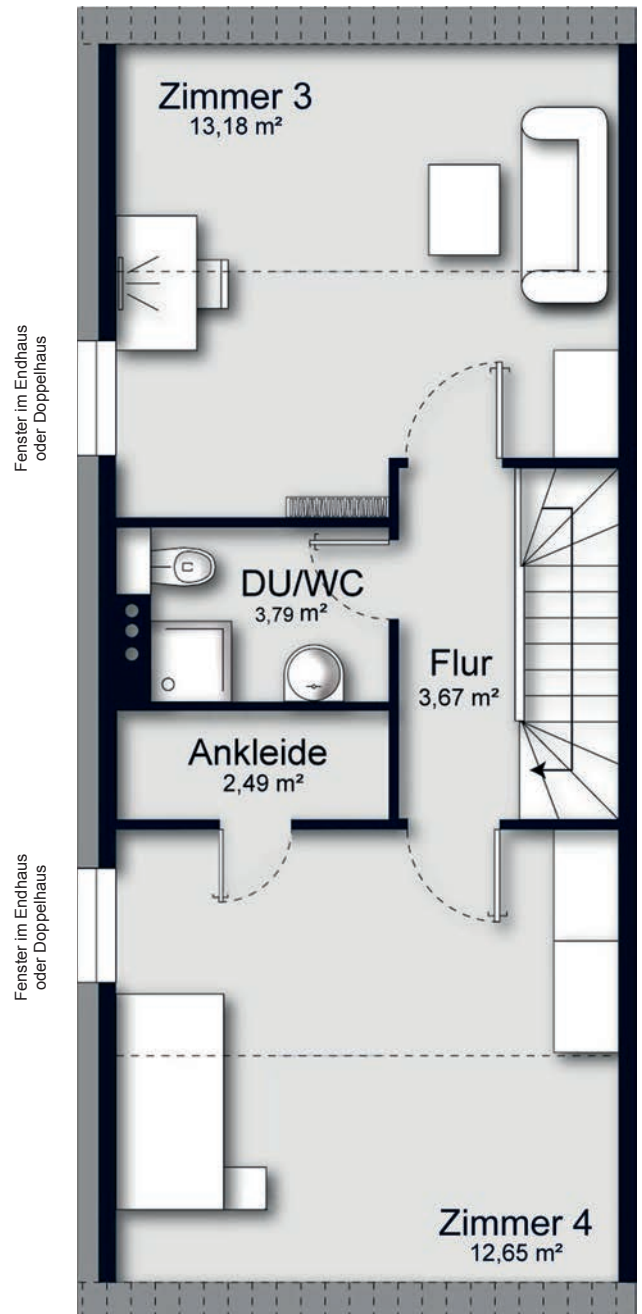 Zimmer 3
13,18 m²
Fenster im Endhaus
oder Doppelhaus
DU/WC
3,79 m²
Flur
3,67 m²
Ankleide
2,49 m²
Fenster im Endhaus
oder Doppelhaus
Zimmer 4
12,65 m²